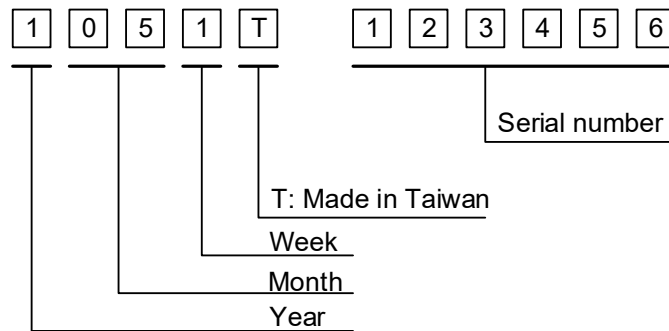 1 0 5 1 T 1 2 3 4 5 6
Serial number
T: Made in Taiwan
Week
Month
Year